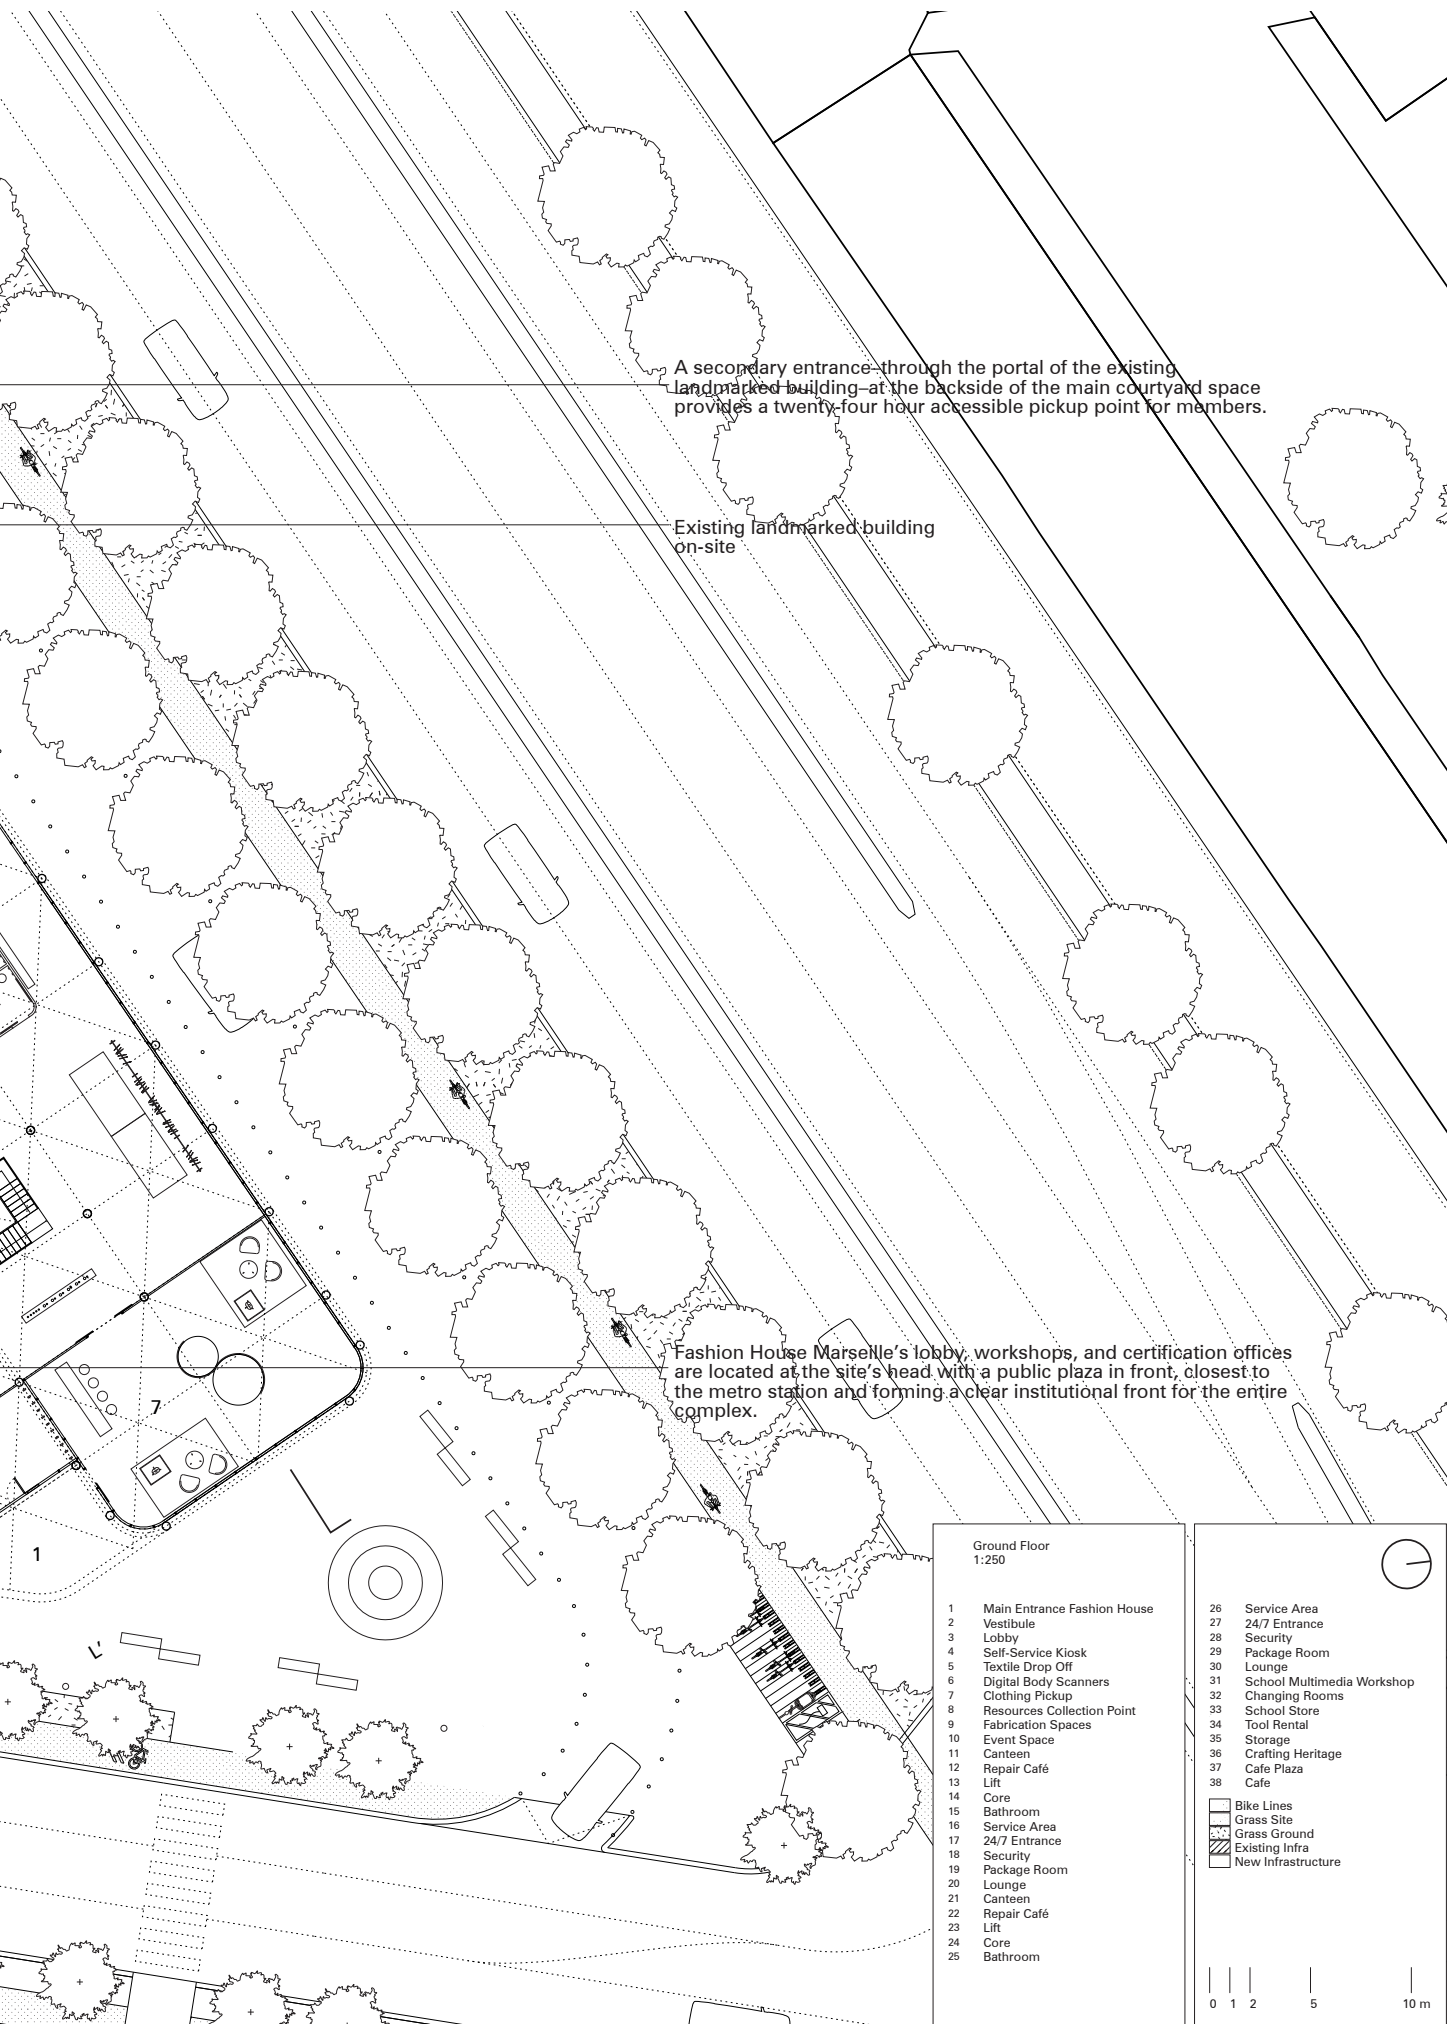 A secondary entrance–through the portal of the existing
landmarked building–at the backside of the main courtyard space
provides a twenty-four hour accessible pickup point for members.
Existing landmarked building
on-site
Fashion House Marseille’s lobby, workshops, and certification offices
are located at the site’s head with a public plaza in front, closest to
the metro station and forming a clear institutional front for the entire
complex.
7
1
L'
Ground Floor
1:250
1 Main Entrance Fashion House
2 Vestibule
3 Lobby
4 Self-Service Kiosk
5 Textile Drop Off
6 Digital Body Scanners
7 Clothing Pickup
8 Resources Collection Point
9 Fabrication Spaces
10 Event Space
11 Canteen
12 Repair Café
13 Lift
14 Core
15 Bathroom
16 Service Area
17 24/7 Entrance
18 Security
19 Package Room
20 Lounge
21 Canteen
22 Repair Café
23 Lift
24 Core
25 Bathroom
26 Service Area
27 24/7 Entrance
28 Security
29 Package Room
30 Lounge
31 School Multimedia Workshop
32 Changing Rooms
33 School Store
34 Tool Rental
35 Storage
36 Crafting Heritage
37 Cafe Plaza
38 Cafe
Bike Lines
Grass Site
Grass Ground
Existing Infra
New Infrastructure
0 1 2 5 10 m